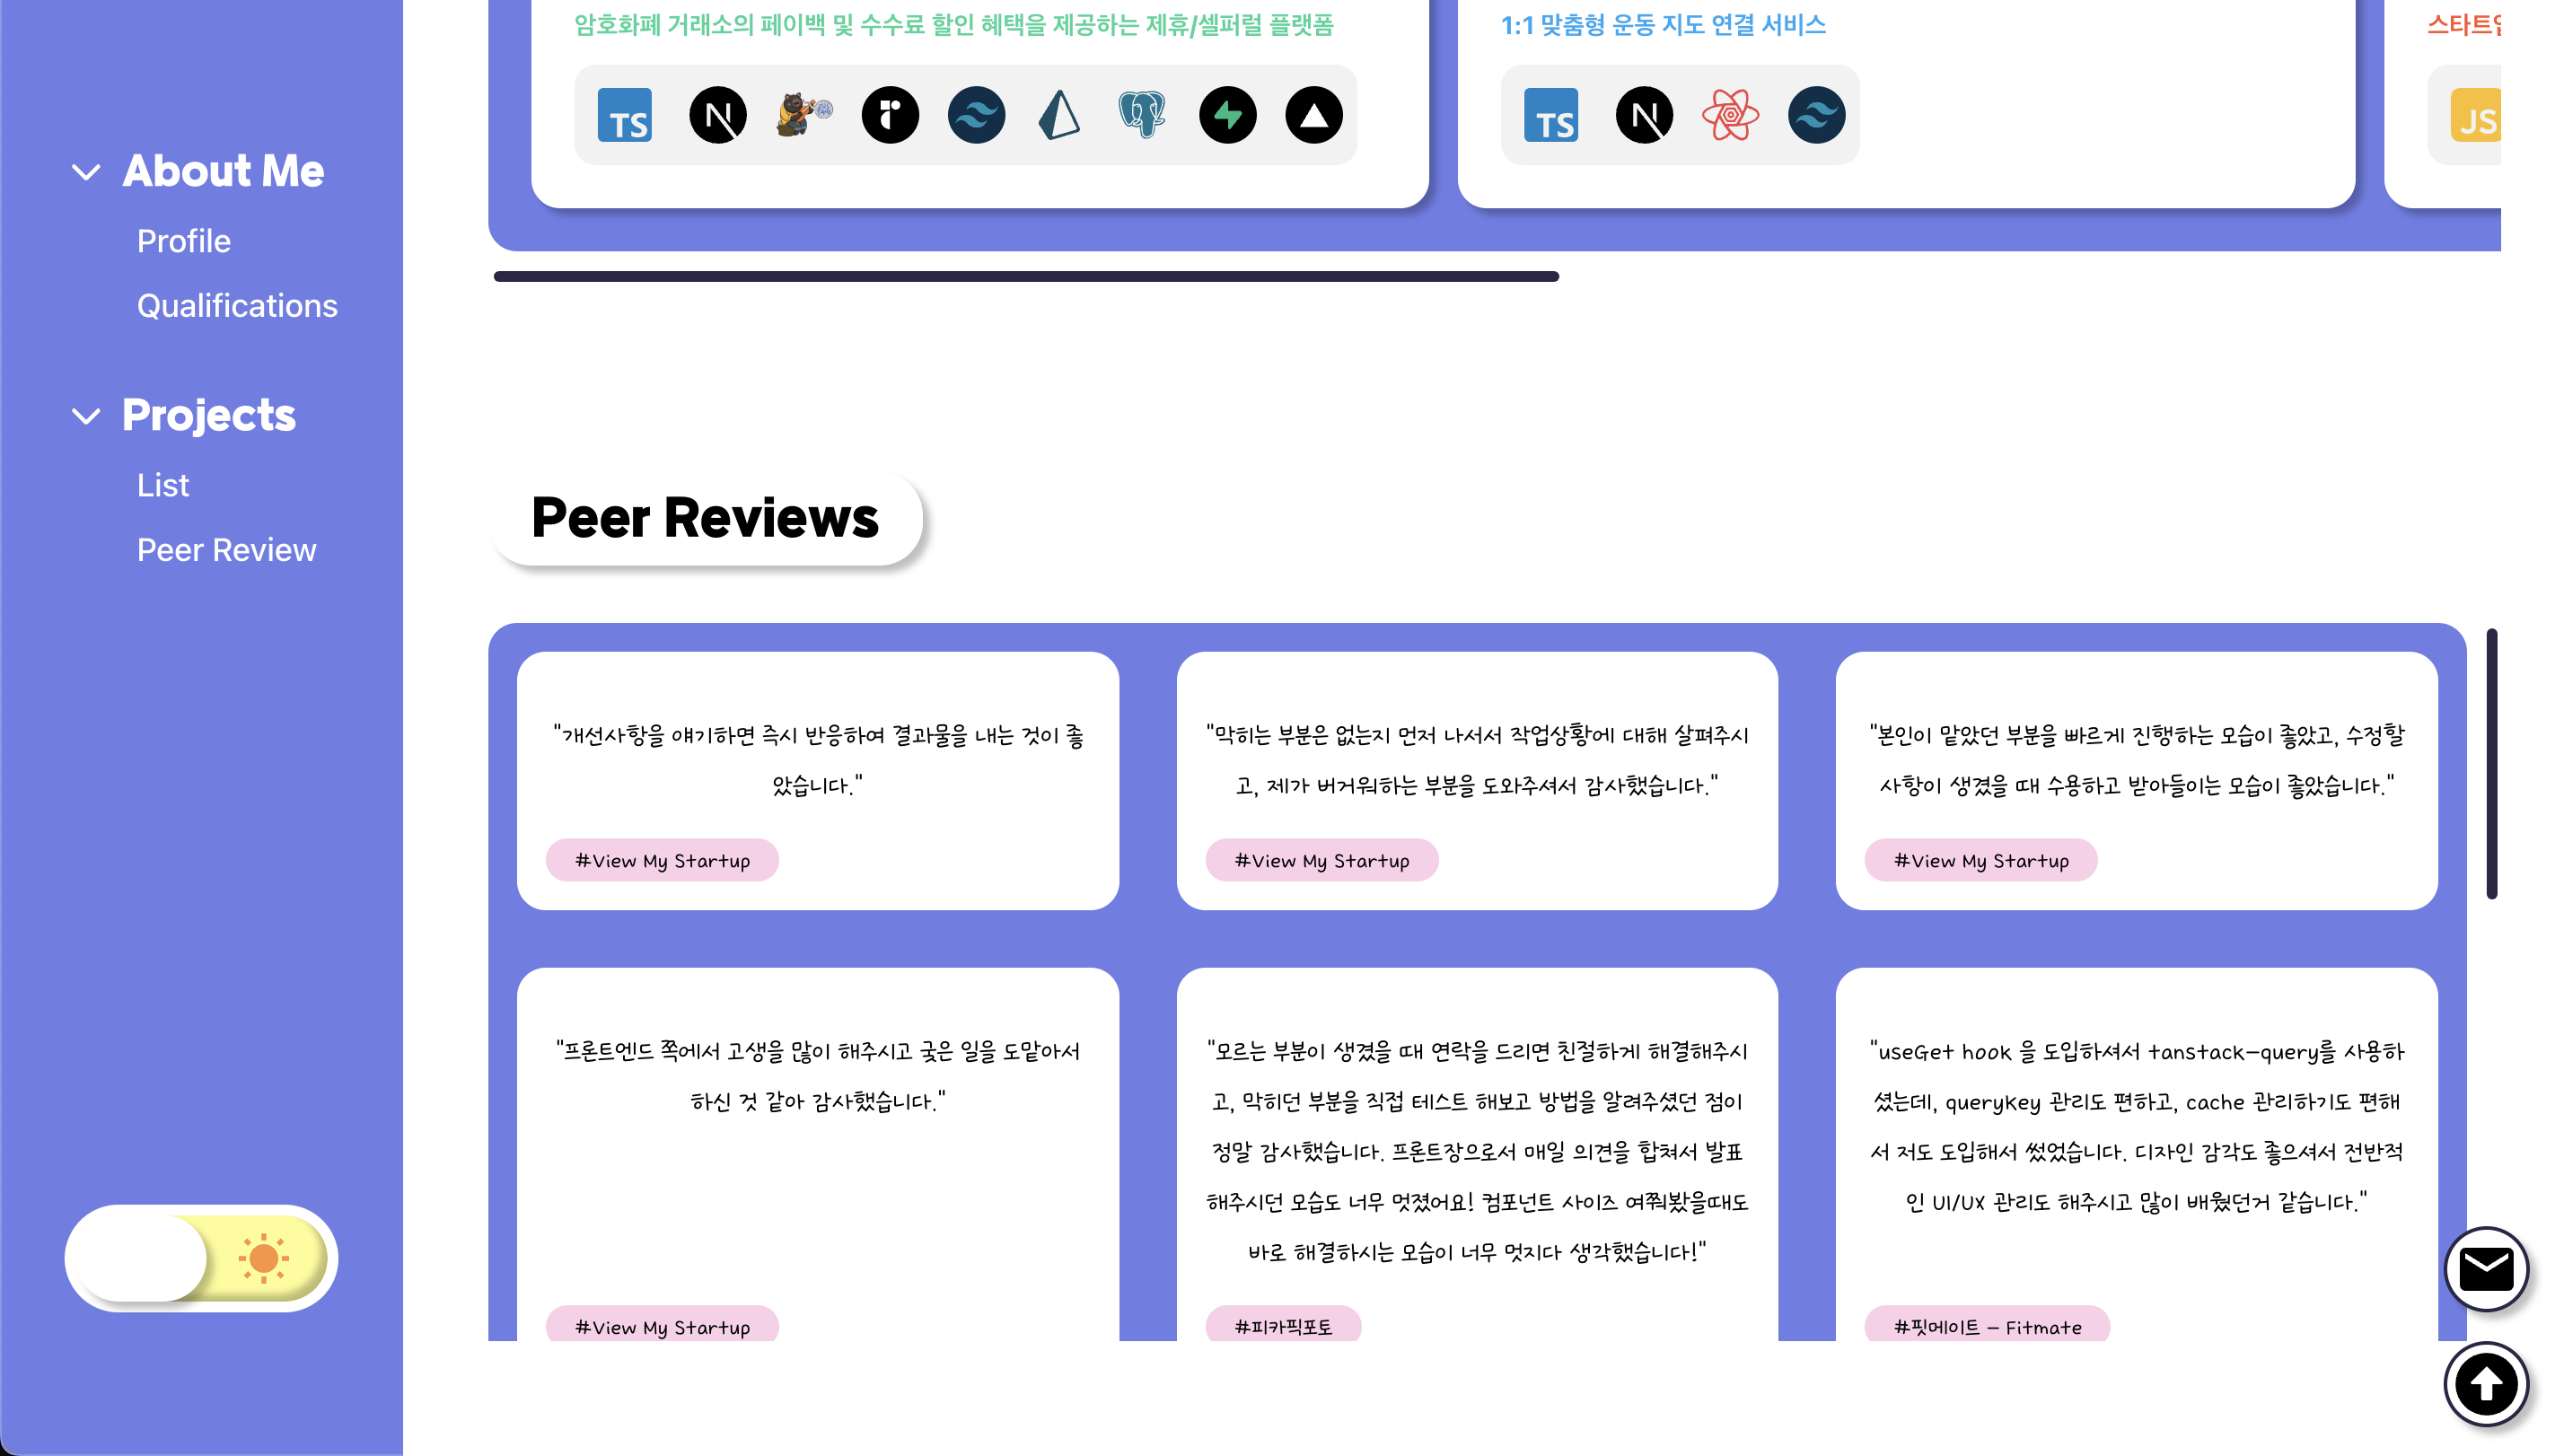 About Me
Profile
Qualifications
Projects
List
Peer Review
암호화폐 거래소의 페이백 및 수수료 할인 혜택을 제공하는 제휴/셀퍼럴 플랫폼
TS
N
1:1 맞춤형 운동 지도 연결 서비스
TS
N
스타트업
JS
Peer Reviews
"개선사항을 얘기하면 즉시 반응하여 결과물을 내는 것이 좋
았습니다."
#View My Startup
"막히는 부분은 없는지 먼저 나서서 작업상황에 대해 살펴주시
고, 제가 버거워하는 부분을 도와주셔서 감사했습니다."
#View My Startup
"본인이 맡았던 부분을 빠르게 진행하는 모습이 좋았고, 수정할
사항이 생겼을 때 수용하고 받아들이는 모습이 좋았습니다."
#View My Startup
"프론트엔드 쪽에서 고생을 많이 해주시고 궂은 일을 도맡아서
하신 것 같아 감사했습니다."
#View My Startup
"모르는 부분이 생겼을 때 연락을 드리면 친절하게 해결해주시
고, 막히던 부분을 직접 테스트 해보고 방법을 알려주셨던 점이
정말 감사했습니다. 프론트장으로서 매일 의견을 합쳐서 발표
해주시던 모습도 너무 멋졌어요! 컴포넌트 사이즈 여쭤봤을때도
바로 해결하시는 모습이 너무 멋지다 생각했습니다!"
#피카픽포토
"useGet hook 을 도입하셔서 tanstack-query를 사용하
셨는데, querykey 관리도 편하고, cache 관리하기도 편해
서 저도 도입해서 썼었습니다. 디자인 감각도 좋으셔서 전반적
인 UI/UX 관리도 해주시고 많이 배웠던거 같습니다."
#핏메이트 - Fitmate